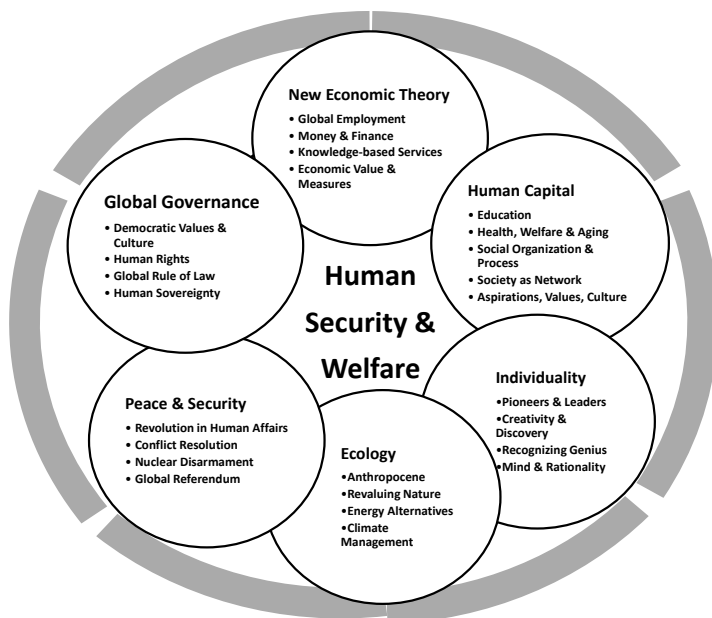 New Economic Theory
• Global Employment
• Money & Finance
• Knowledge-based Services
• Economic Value &
Measures
Global Governance
• Democratic Values &
Culture
• Human Rights
• Global Rule of Law
• Human Sovereignty
Human Capital
• Education
• Health, Welfare & Aging
• Social Organization &
Process
• Society as Network
• Aspirations, Values, Culture
Human
Security &
Welfare
Peace & Security
• Revolution in Human Affairs
• Conflict Resolution
• Nuclear Disarmament
• Global Referendum
Ecology
•Anthropocene
•Revaluing Nature
•Energy Alternatives
•Climate
Management
Individuality
•Pioneers & Leaders
•Creativity &
Discovery
•Recognizing Genius
•Mind & Rationality